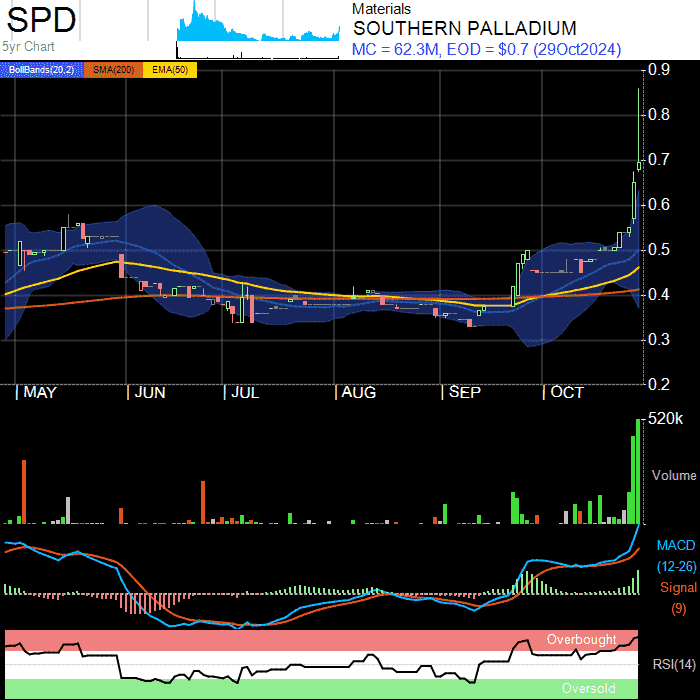 SPD
5yr Chart
Materials
SOUTHERN PALLADIUM
MC = 62.3M, EOD = $0.7 (29Oct2024)
BollBands(20,2) SMA(200) EMA(50)
0.9
0.8
0.7
0.6
0.5
0.4
0.3
0.2
MAY JUN JUL AUG SEP OCT
520k
Volume
MACD
(12-26)
Signal
(9)
Overbought
RSI(14)
Oversold